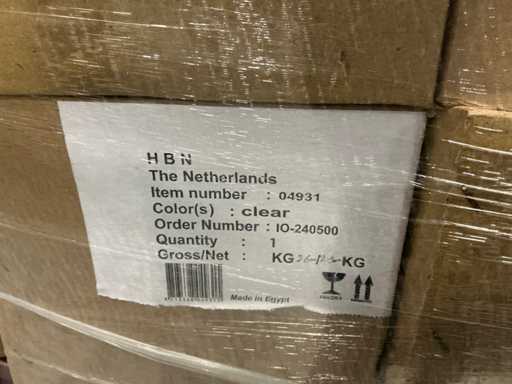 H B N
The Netherlands
Item number : 04931
Color(s) : clear
Order Number : IO-240500
Quantity : 1
Gross/Net : KG KG
Made in Egypt